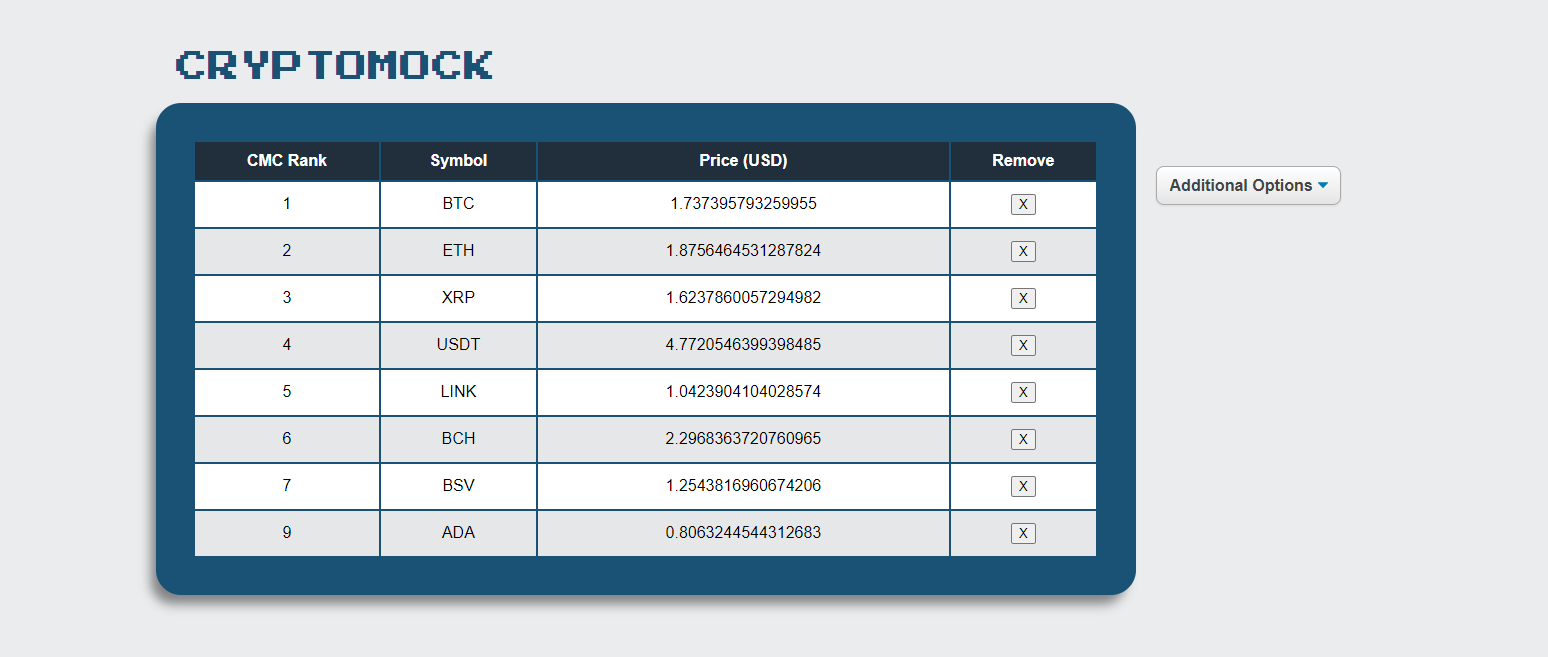 CRYPTOMOCK
CMC Rank Symbol Price (USD) Remove
1 BTC 1.737395793259955 X
Additional Options
2 ETH 1.8756464531287824 X
3 XRP 1.6237860057294982 X
4 USDT 4.7720546399398485 X
5 LINK 1.0423904104028574 X
6 BCH 2.2968363720760965 X
7 BSV 1.2543816960674206 X
9 ADA 0.8063244544312683 X